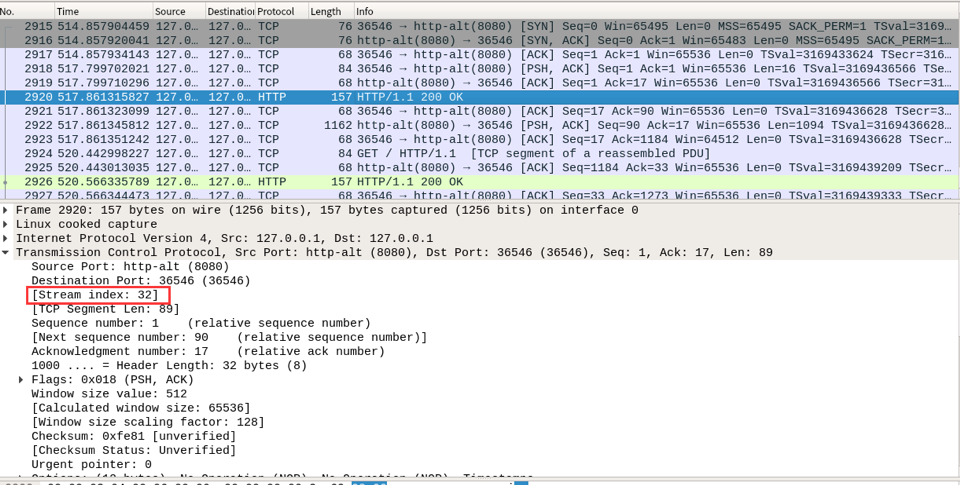 No. Time Source Destination Protocol Length Info
2915 514.857904459 127.0… 127.0… TCP 76 36546 → http-alt(8080) [SYN] Seq=0 Win=65495 Len=0 MSS=65495 SACK_PERM=1 TSval=3169…
2916 514.857920041 127.0… 127.0… TCP 76 http-alt(8080) → 36546 [SYN, ACK] Seq=0 Ack=1 Win=65483 Len=0 MSS=65495 SACK_PERM=1…
2917 514.857934143 127.0… 127.0… TCP 68 36546 → http-alt(8080) [ACK] Seq=1 Ack=1 Win=65536 Len=0 TSval=3169433624 TSecr=316…
2918 517.799702021 127.0… 127.0… TCP 84 36546 → http-alt(8080) [PSH, ACK] Seq=1 Ack=1 Win=65536 Len=16 TSval=3169436566 TSe…
2919 517.799710296 127.0… 127.0… TCP 68 http-alt(8080) → 36546 [ACK] Seq=1 Ack=17 Win=65536 Len=0 TSval=3169436566 TSecr=31…
2920 517.861315827 127.0… 127.0… HTTP 157 HTTP/1.1 200 OK
2921 517.861323099 127.0… 127.0… TCP 68 36546 → http-alt(8080) [ACK] Seq=17 Ack=90 Win=65536 Len=0 TSval=3169436628 TSecr=3…
2922 517.861345812 127.0… 127.0… TCP 1162 http-alt(8080) → 36546 [PSH, ACK] Seq=90 Ack=17 Win=65536 Len=1094 TSval=3169436628…
2923 517.861351242 127.0… 127.0… TCP 68 36546 → http-alt(8080) [ACK] Seq=17 Ack=1184 Win=64512 Len=0 TSval=3169436628 TSecr…
2924 520.442998227 127.0… 127.0… TCP 84 GET / HTTP/1.1 [TCP segment of a reassembled PDU]
2925 520.443013035 127.0… 127.0… TCP 68 http-alt(8080) → 36546 [ACK] Seq=1184 Ack=33 Win=65536 Len=0 TSval=3169439209 TSecr…
2926 520.566335789 127.0… 127.0… HTTP 157 HTTP/1.1 200 OK
2927 520.566344473 127.0… 127.0… TCP 68 36546 → http-alt(8080) [ACK] Seq=33 Ack=1273 Win=65536 Len=0 TSval=3169439333 TSecr…
Frame 2920: 157 bytes on wire (1256 bits), 157 bytes captured (1256 bits) on interface 0
Linux cooked capture
Internet Protocol Version 4, Src: 127.0.0.1, Dst: 127.0.0.1
Transmission Control Protocol, Src Port: http-alt (8080), Dst Port: 36546 (36546), Seq: 1, Ack: 17, Len: 89
Source Port: http-alt (8080)
Destination Port: 36546 (36546)
[Stream index: 32]
[TCP Segment Len: 89]
Sequence number: 1 (relative sequence number)
[Next sequence number: 90 (relative sequence number)]
Acknowledgment number: 17 (relative ack number)
1000 .... = Header Length: 32 bytes (8)
Flags: 0x018 (PSH, ACK)
Window size value: 512
[Calculated window size: 65536]
[Window size scaling factor: 128]
Checksum: 0xfe81 [unverified]
[Checksum Status: Unverified]
Urgent pointer: 0